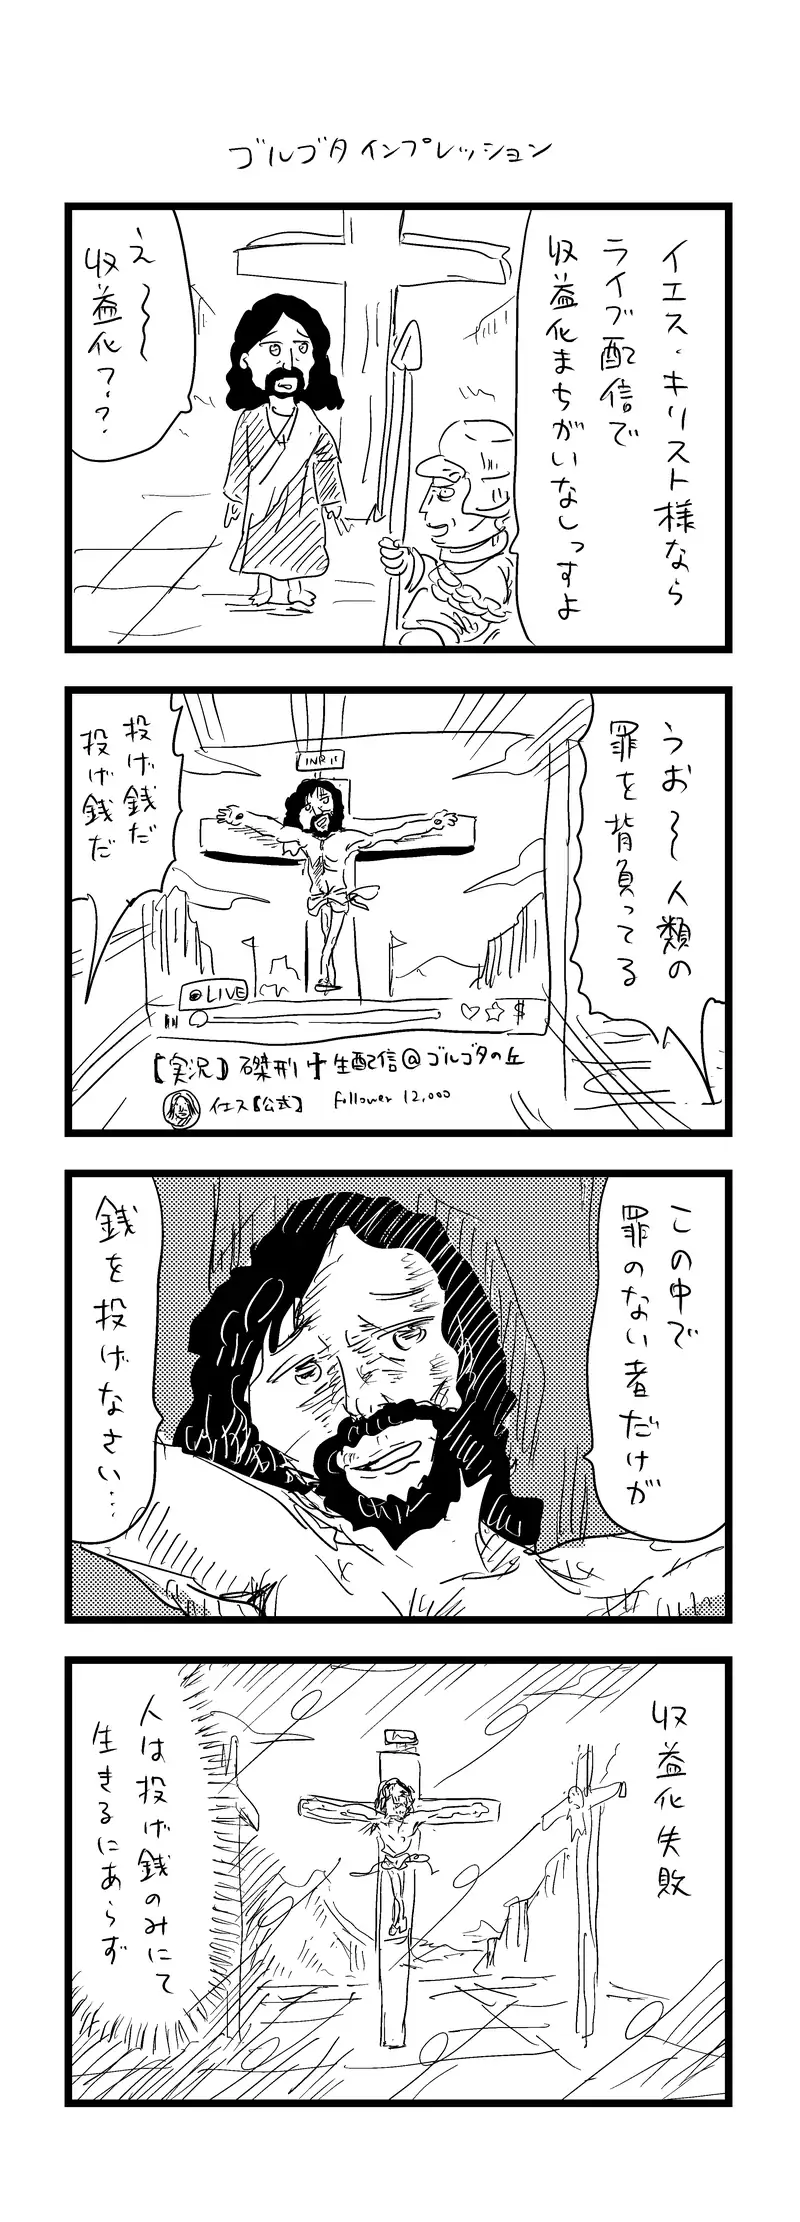 ゴルゴタインプレッション
イエス・キリスト様なら
ライブ配信で
収益化まちがいなしっすよ
え〜〜
収益化？？
うお〜〜人類の
罪を背負ってる
投げ銭だ
投げ銭だ
INRI
LIVE
$
【実況】磔刑✝生配信@ゴルゴタの丘
イエス【公式】 Follower 12,000
この中で
罪のない者だけが
銭を投げなさい…
収益化失敗
人は投げ銭のみにて
生きるにあらず